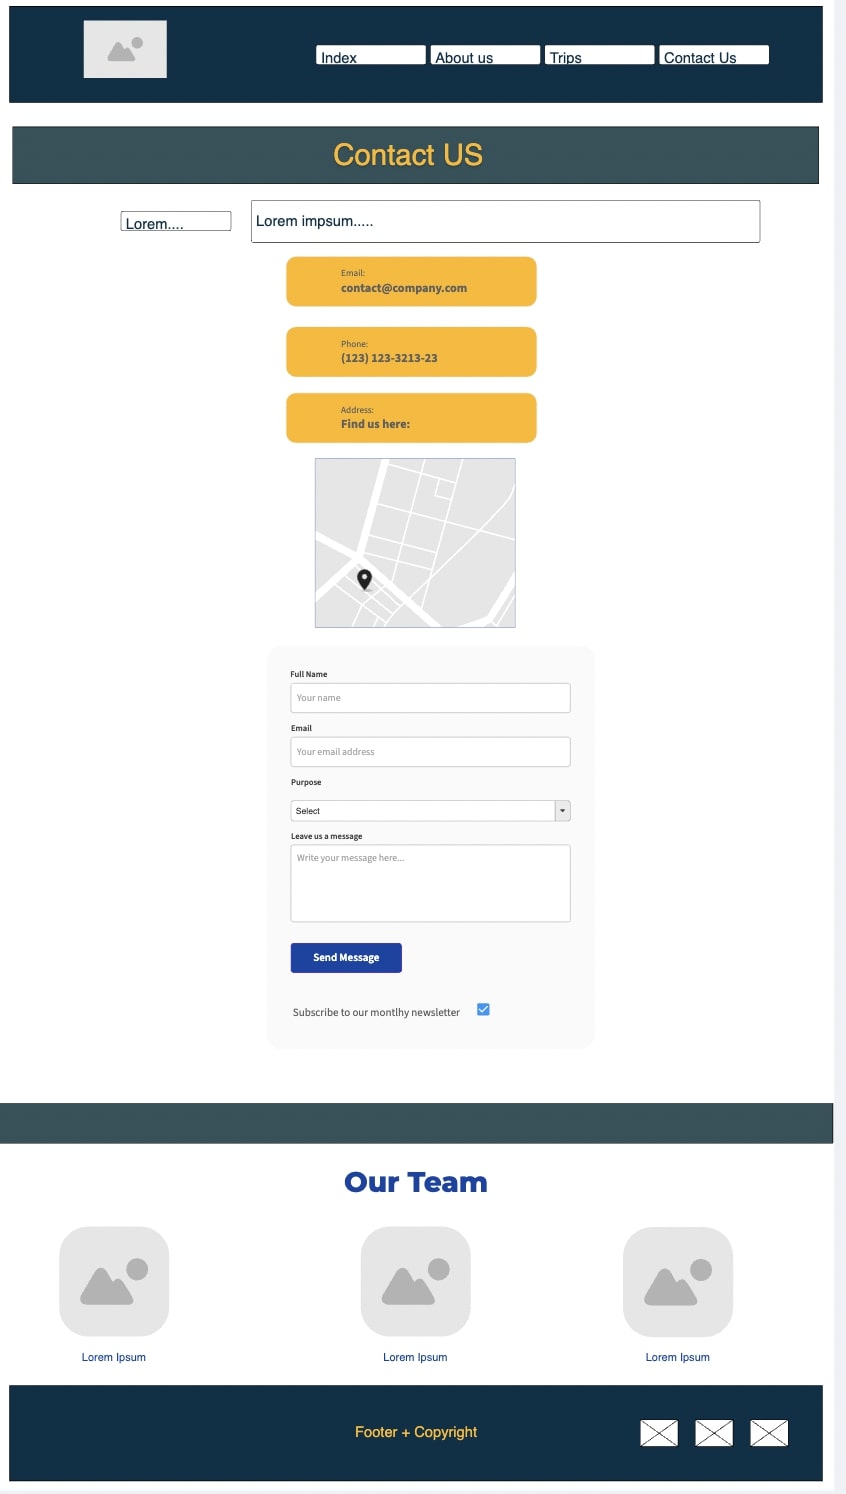 Index About us Trips Contact Us
Contact US
Lorem.... Lorem impsum.....
Email:
contact@company.com
Phone:
(123) 123-3213-23
Address:
Find us here:
Full Name
Your name
Email
Your email address
Purpose
Select
Leave us a message
Write your message here...
Send Message
Subscribe to our montlhy newsletter
Our Team
Lorem Ipsum Lorem Ipsum Lorem Ipsum
Footer + Copyright